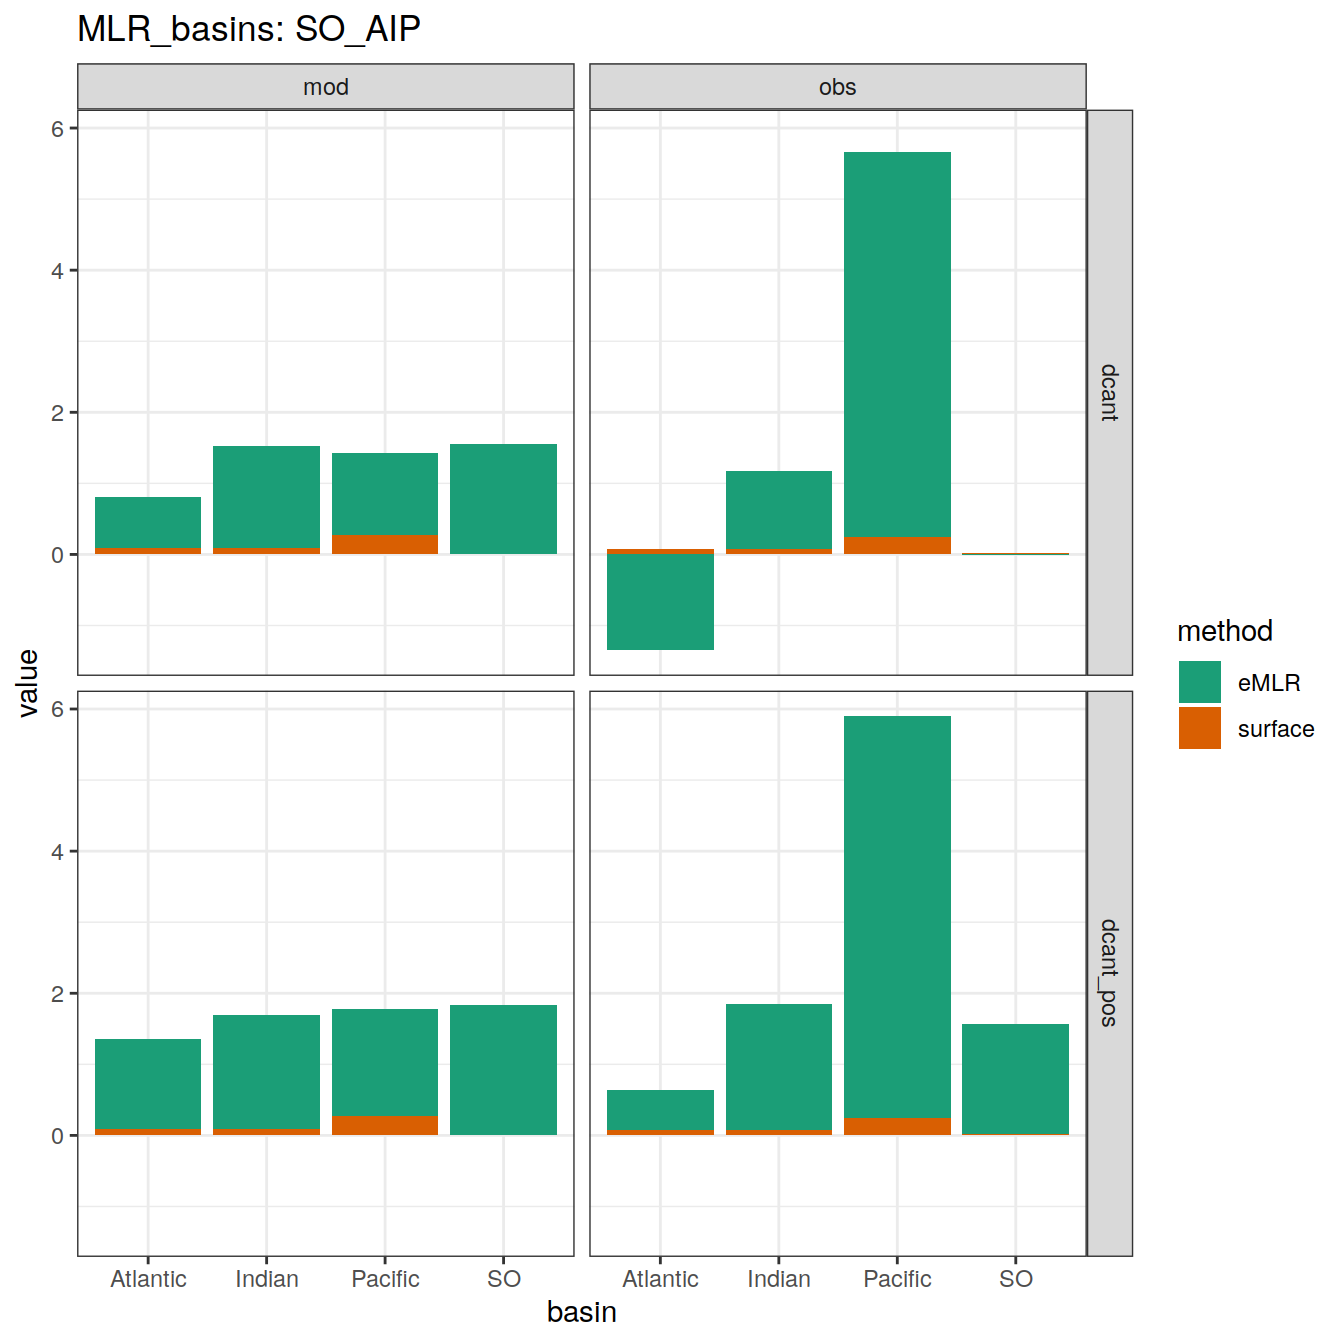 MLR_basins: SO_AIP
mod
obs
6
4
2
0
dcant
value
6
4
2
0
dcant_pos
Atlantic
Indian
Pacific
SO
Atlantic
Indian
Pacific
SO
basin
method
eMLR
surface